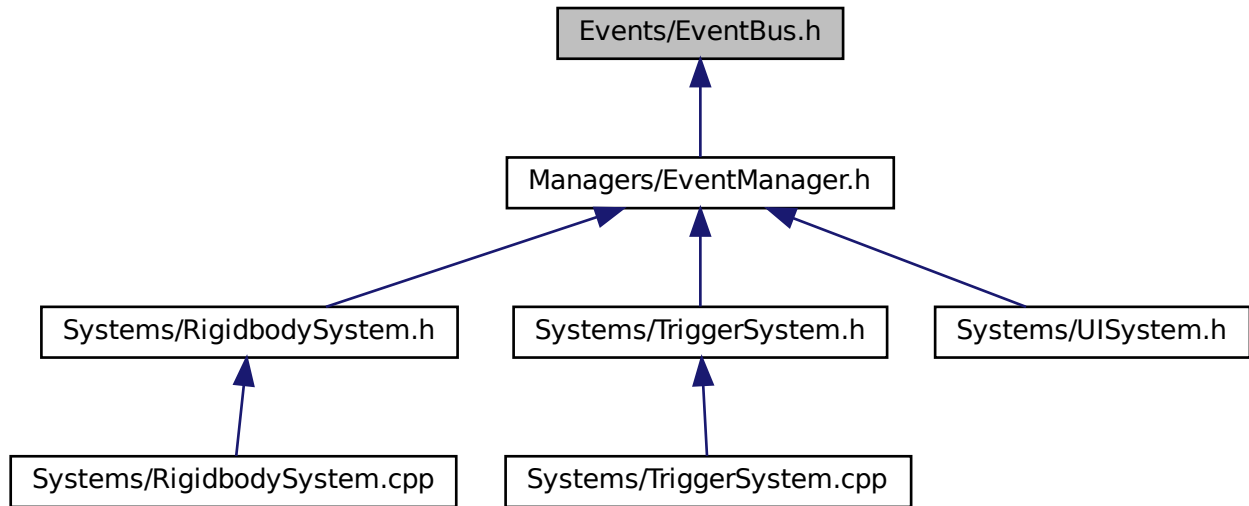 Events/EventBus.h
Managers/EventManager.h
Systems/RigidbodySystem.h
Systems/TriggerSystem.h
Systems/UISystem.h
Systems/RigidbodySystem.cpp
Systems/TriggerSystem.cpp